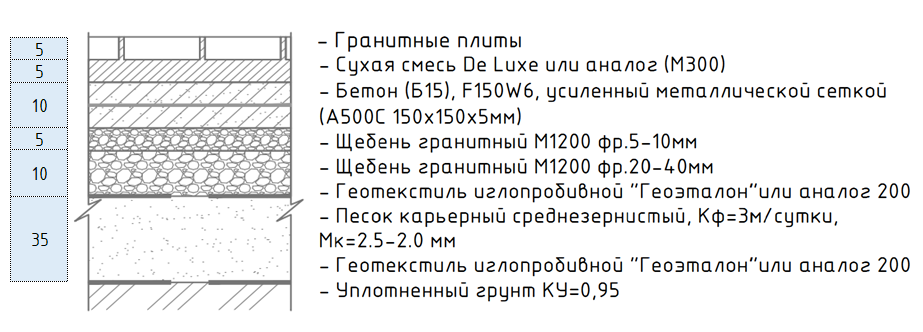 5
5
10
5
10
35
– Гранитные плиты
– Сухая смесь De Luxe или аналог (М300)
– Бетон (Б15), F150W6, усиленный металлической сеткой
(А500С 150х150х5мм)
– Щебень гранитный М1200 фр.5–10мм
– Щебень гранитный М1200 фр.20–40мм
– Геотекстиль иглопробивной "Геоэталон"или аналог 200
– Песок карьерный среднезернистый, Кф=3м/сутки,
Мк=2.5–2.0 мм
– Геотекстиль иглопробивной "Геоэталон"или аналог 200
– Уплотненный грунт КУ=0,95